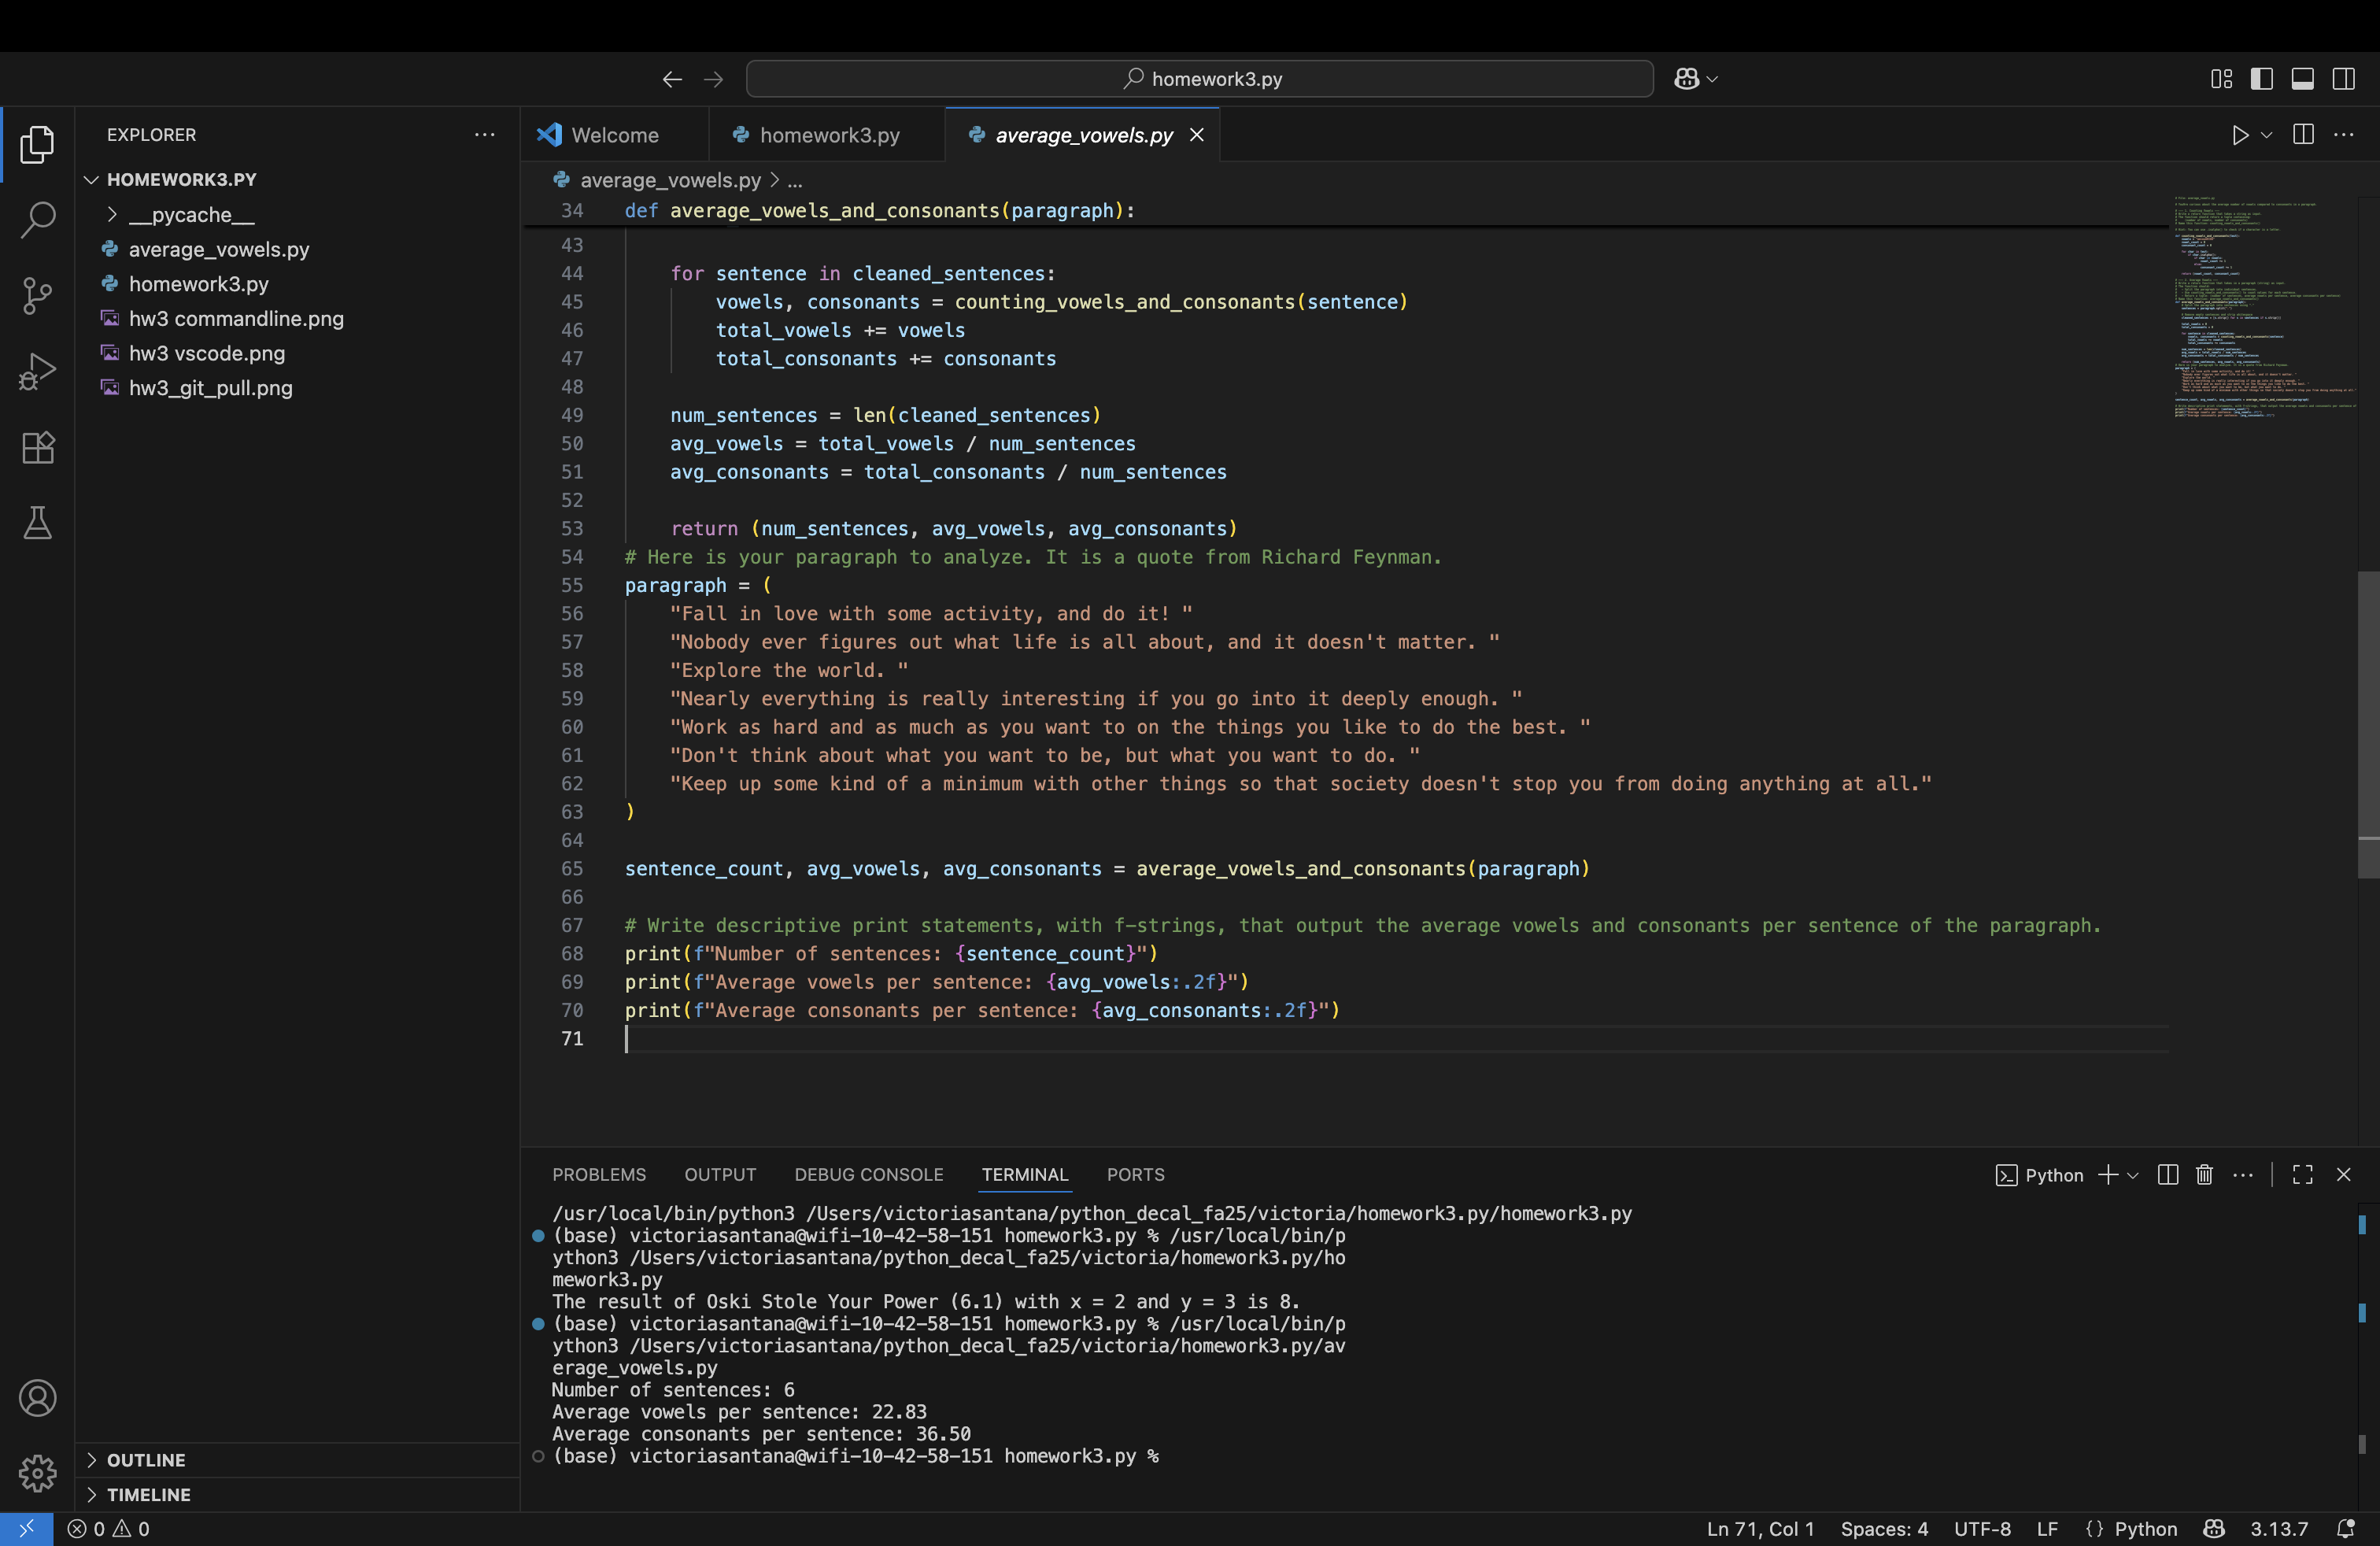 homework3.py
EXPLORER
HOMEWORK3.PY
__pycache__
average_vowels.py
homework3.py
hw3 commandline.png
hw3 vscode.png
hw3_git_pull.png
OUTLINE
TIMELINE
Welcome
homework3.py
average_vowels.py
average_vowels.py > ...
34 def average_vowels_and_consonants(paragraph):
43
44     for sentence in cleaned_sentences:
45         vowels, consonants = counting_vowels_and_consonants(sentence)
46         total_vowels += vowels
47         total_consonants += consonants
48
49     num_sentences = len(cleaned_sentences)
50     avg_vowels = total_vowels / num_sentences
51     avg_consonants = total_consonants / num_sentences
52
53     return (num_sentences, avg_vowels, avg_consonants)
54 # Here is your paragraph to analyze. It is a quote from Richard Feynman.
55 paragraph = (
56     "Fall in love with some activity, and do it! "
57     "Nobody ever figures out what life is all about, and it doesn't matter. "
58     "Explore the world. "
59     "Nearly everything is really interesting if you go into it deeply enough. "
60     "Work as hard and as much as you want to on the things you like to do the best. "
61     "Don't think about what you want to be, but what you want to do. "
62     "Keep up some kind of a minimum with other things so that society doesn't stop you from doing anything at all."
63 )
64
65 sentence_count, avg_vowels, avg_consonants = average_vowels_and_consonants(paragraph)
66
67 # Write descriptive print statements, with f-strings, that output the average vowels and consonants per sentence of the paragraph.
68 print(f"Number of sentences: {sentence_count}")
69 print(f"Average vowels per sentence: {avg_vowels:.2f}")
70 print(f"Average consonants per sentence: {avg_consonants:.2f}")
71
PROBLEMS OUTPUT DEBUG CONSOLE TERMINAL PORTS
Python
/usr/local/bin/python3 /Users/victoriasantana/python_decal_fa25/victoria/homework3.py/homework3.py
(base) victoriasantana@wifi-10-42-58-151 homework3.py % /usr/local/bin/p
ython3 /Users/victoriasantana/python_decal_fa25/victoria/homework3.py/ho
mework3.py
The result of Oski Stole Your Power (6.1) with x = 2 and y = 3 is 8.
(base) victoriasantana@wifi-10-42-58-151 homework3.py % /usr/local/bin/p
ython3 /Users/victoriasantana/python_decal_fa25/victoria/homework3.py/av
erage_vowels.py
Number of sentences: 6
Average vowels per sentence: 22.83
Average consonants per sentence: 36.50
(base) victoriasantana@wifi-10-42-58-151 homework3.py %
0 0
Ln 71, Col 1 Spaces: 4 UTF-8 LF {} Python 3.13.7